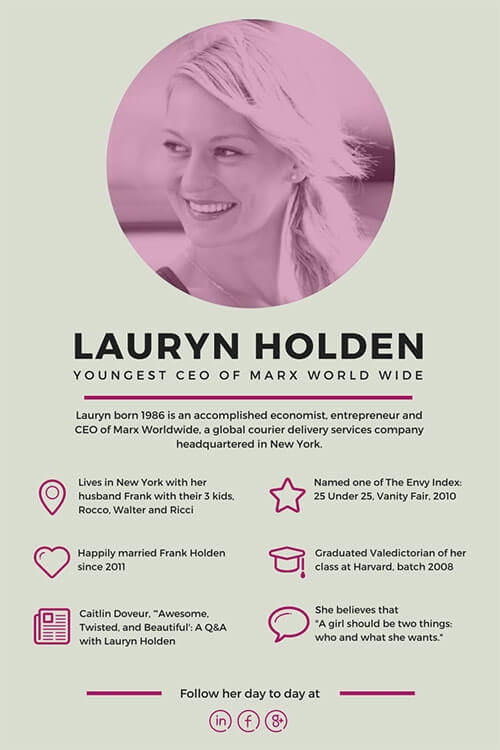 LAURYN HOLDEN
YOUNGEST CEO OF MARX WORLD WIDE
Lauryn born 1986 is an accomplished economist, entrepreneur and
CEO of Marx Worldwide, a global courier delivery services company
headquartered in New York.
Lives in New York with her
husband Frank with their 3 kids,
Rocco, Walter and Ricci
Named one of The Envy Index:
25 Under 25, Vanity Fair, 2010
Happily married Frank Holden
since 2011
Graduated Valedictorian of her
class at Harvard, batch 2008
Caitlin Doveur, "'Awesome,
Twisted, and Beautiful': A Q&A
with Lauryn Holden
She believes that
"A girl should be two things:
who and what she wants."
Follow her day to day at
in f g+